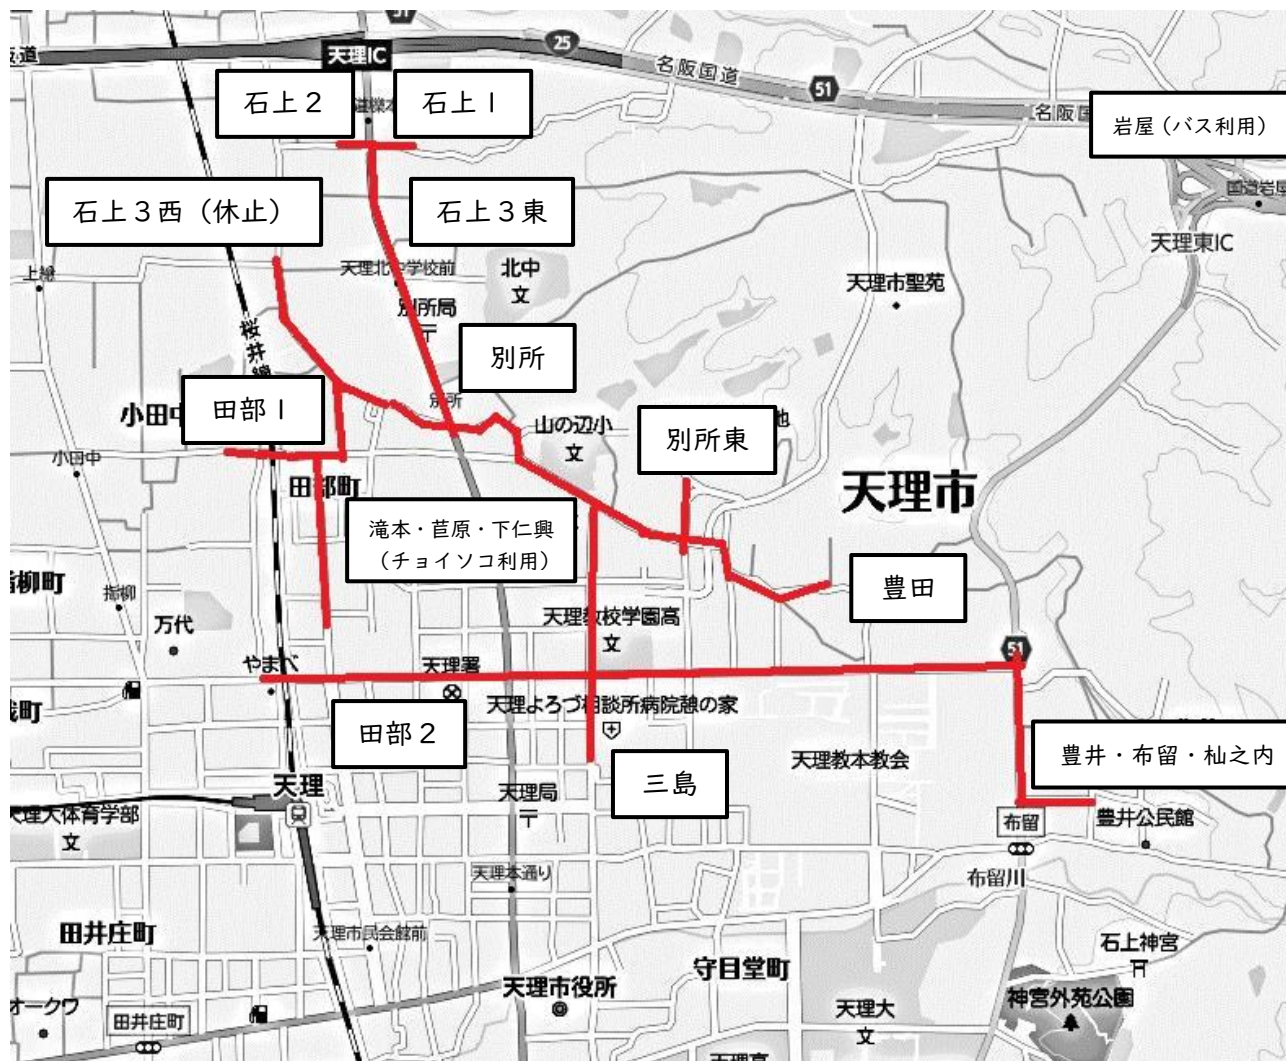 51
25
天理IC
名阪国道
51
石上２
石上１
岩屋（バス利用）
国道岩屋
石上３西（休止）
石上３東
天理東IC
上総
天理北中学校前
北中
文
天理市聖苑
別所局
〒
桜井線
別所
別所
小田中
田部１
山の辺小
文
別所東
小田中
田部町
天理市
滝本・苣原・下仁興
（チョイソコ利用）
指柳町
指柳
豊田
万代
天理教校学園高
文
51
やまべ
天理署
天理よろづ相談所病院憩の家
田部２
豊井・布留・杣之内
天理教本教会
三島
天理
天理局
〒
天理大体育学部
文
布留
豊井公民館
天理本通り
布留川
田井庄町
天理市民会館前
石上神宮
守目堂町
天理市役所
神宮外苑公園
オークワ
田井庄町
天理大
文